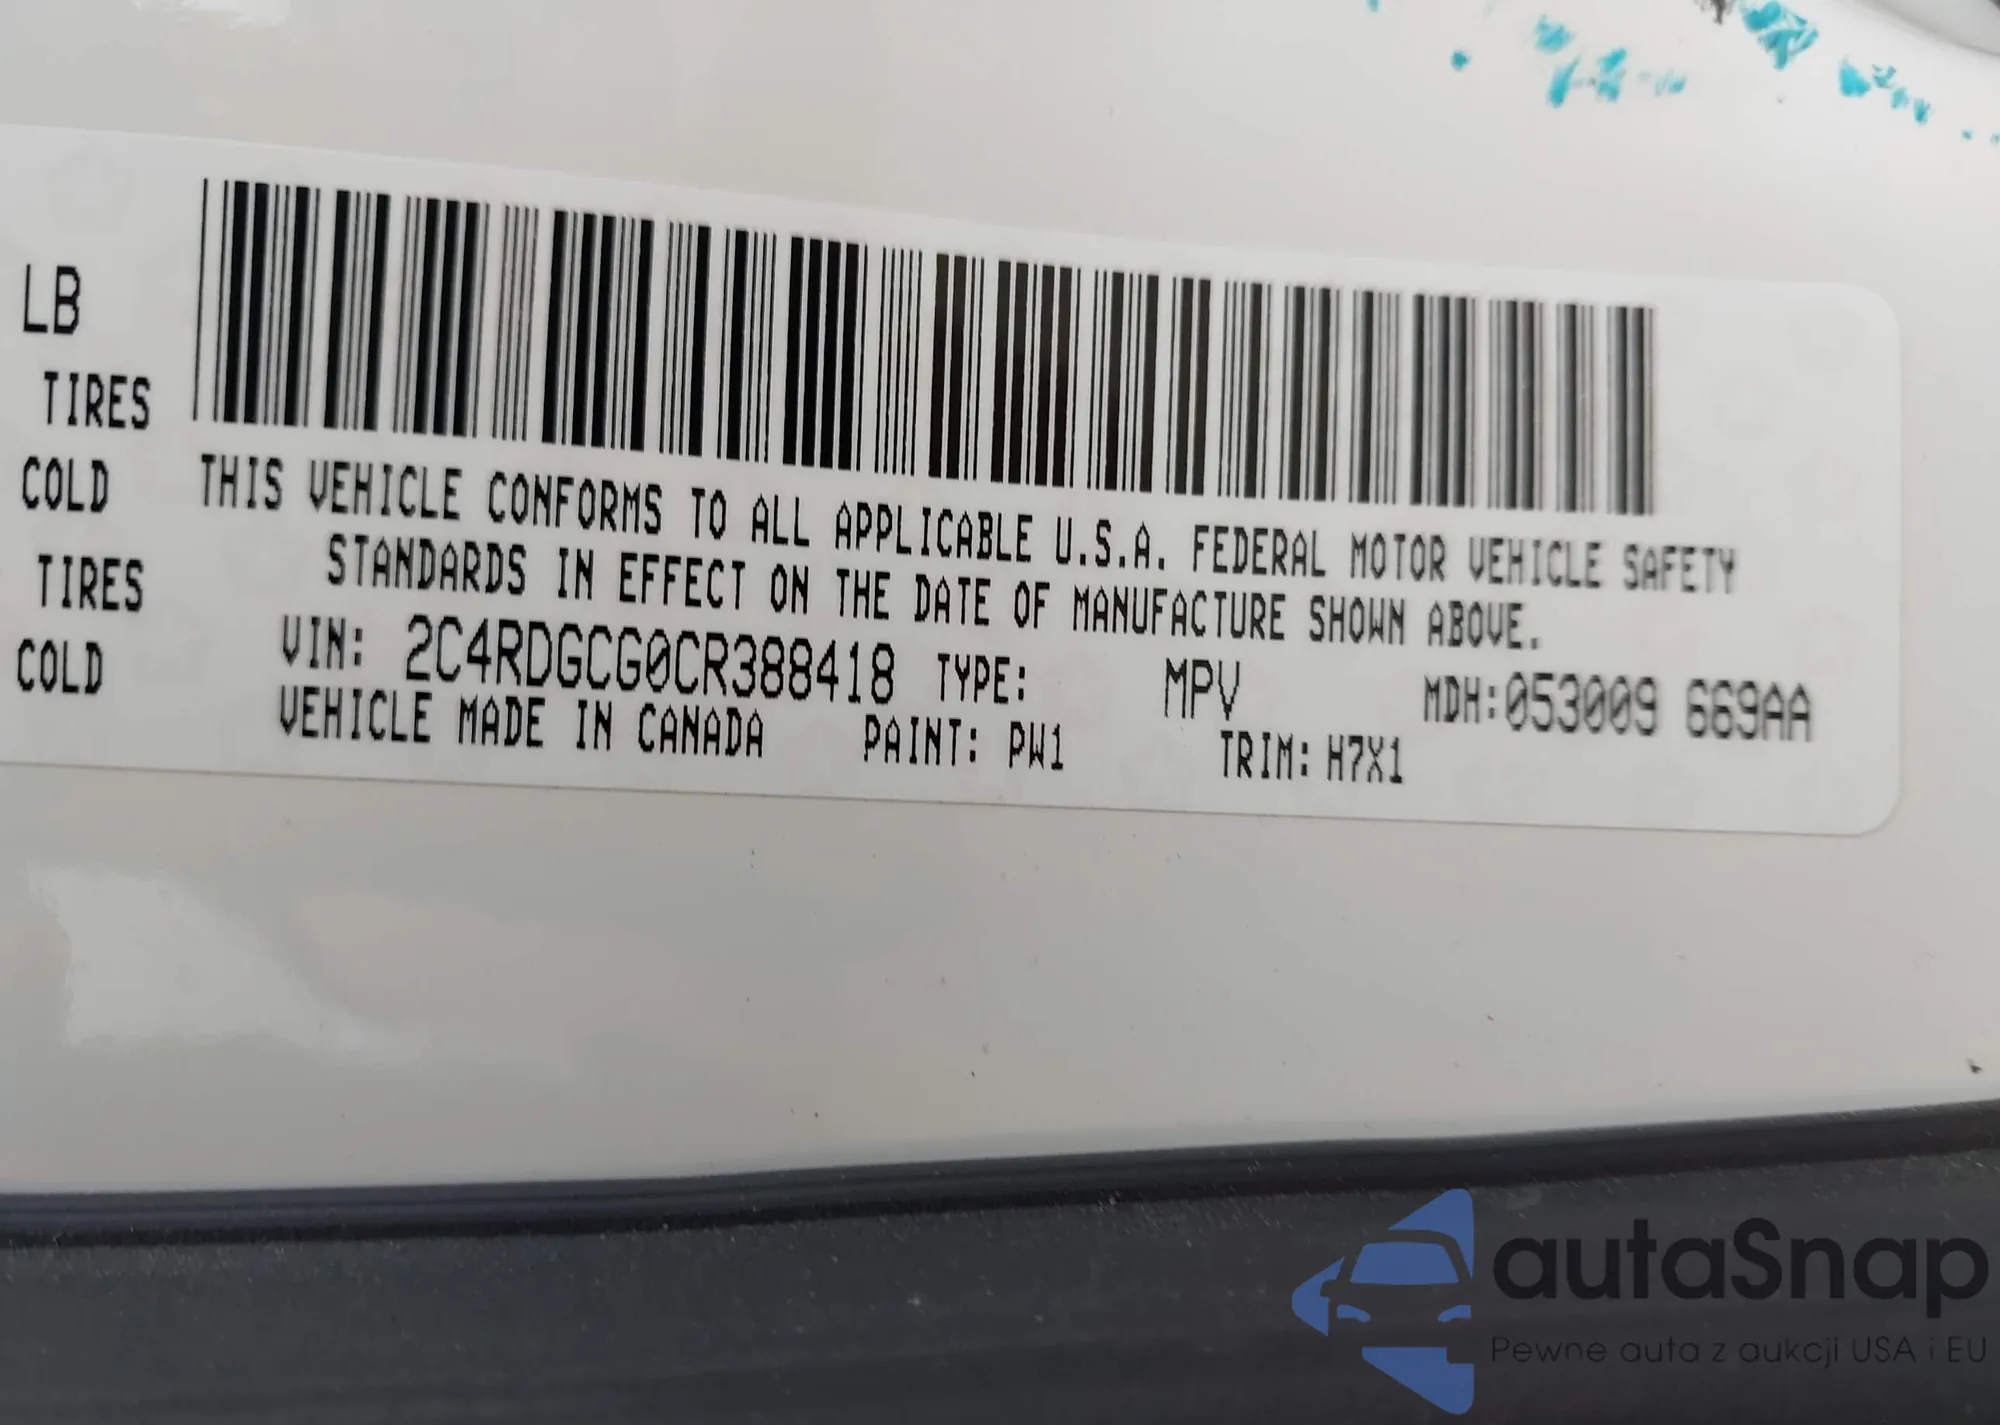 LB
TIRES
COLD
TIRES
COLD
THIS VEHICLE CONFORMS TO ALL APPLICABLE U.S.A. FEDERAL MOTOR VEHICLE SAFETY
STANDARDS IN EFFECT ON THE DATE OF MANUFACTURE SHOWN ABOVE.
VIN: 2C4RDGCG0CR388418 TYPE: MPV MDH:053009 669AA
VEHICLE MADE IN CANADA PAINT: PW1 TRIM: H7X1
autaSnap
Pewne auta z aukcji USA i EU